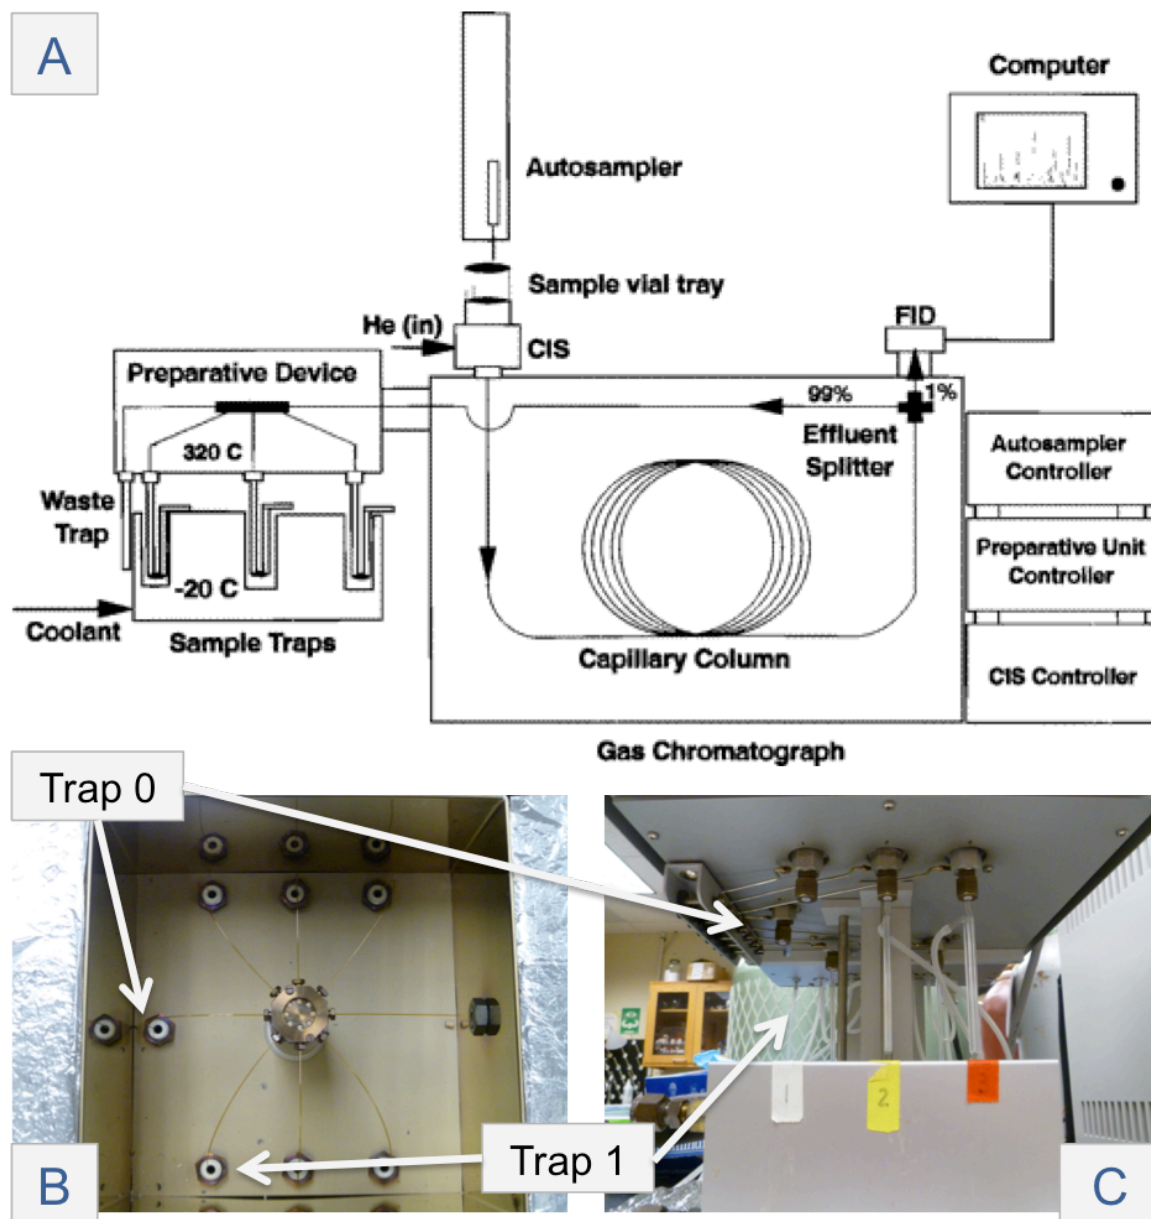 A
Computer
Autosampler
Sample vial tray
He (in)
CIS
FID
Preparative Device
99%
1%
Effluent
Splitter
320 C
Waste
Trap
-20 C
Coolant
Sample Traps
Capillary Column
Autosampler
Controller
Preparative Unit
Controller
CIS Controller
Gas Chromatograph
Trap 0
2
3
Trap 1
B
C